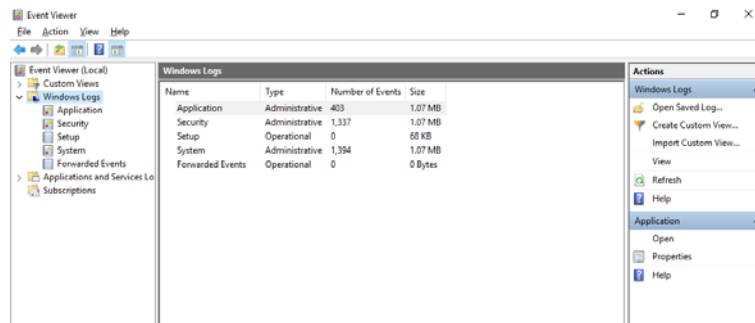 Event Viewer
File Action View Help
Event Viewer (Local)
Custom Views
Windows Logs
Application
Security
Setup
System
Forwarded Events
Applications and Services Lo
Subscriptions
Windows Logs
Name Type Number of Events Size
Application Administrative 403 1.07 MB
Security Administrative 1,337 1.07 MB
Setup Operational 0 68 KB
System Administrative 1,394 1.07 MB
Forwarded Events Operational 0 0 Bytes
Actions
Windows Logs
Open Saved Log...
Create Custom View...
Import Custom View...
View
Refresh
Help
Application
Open
Properties
Help